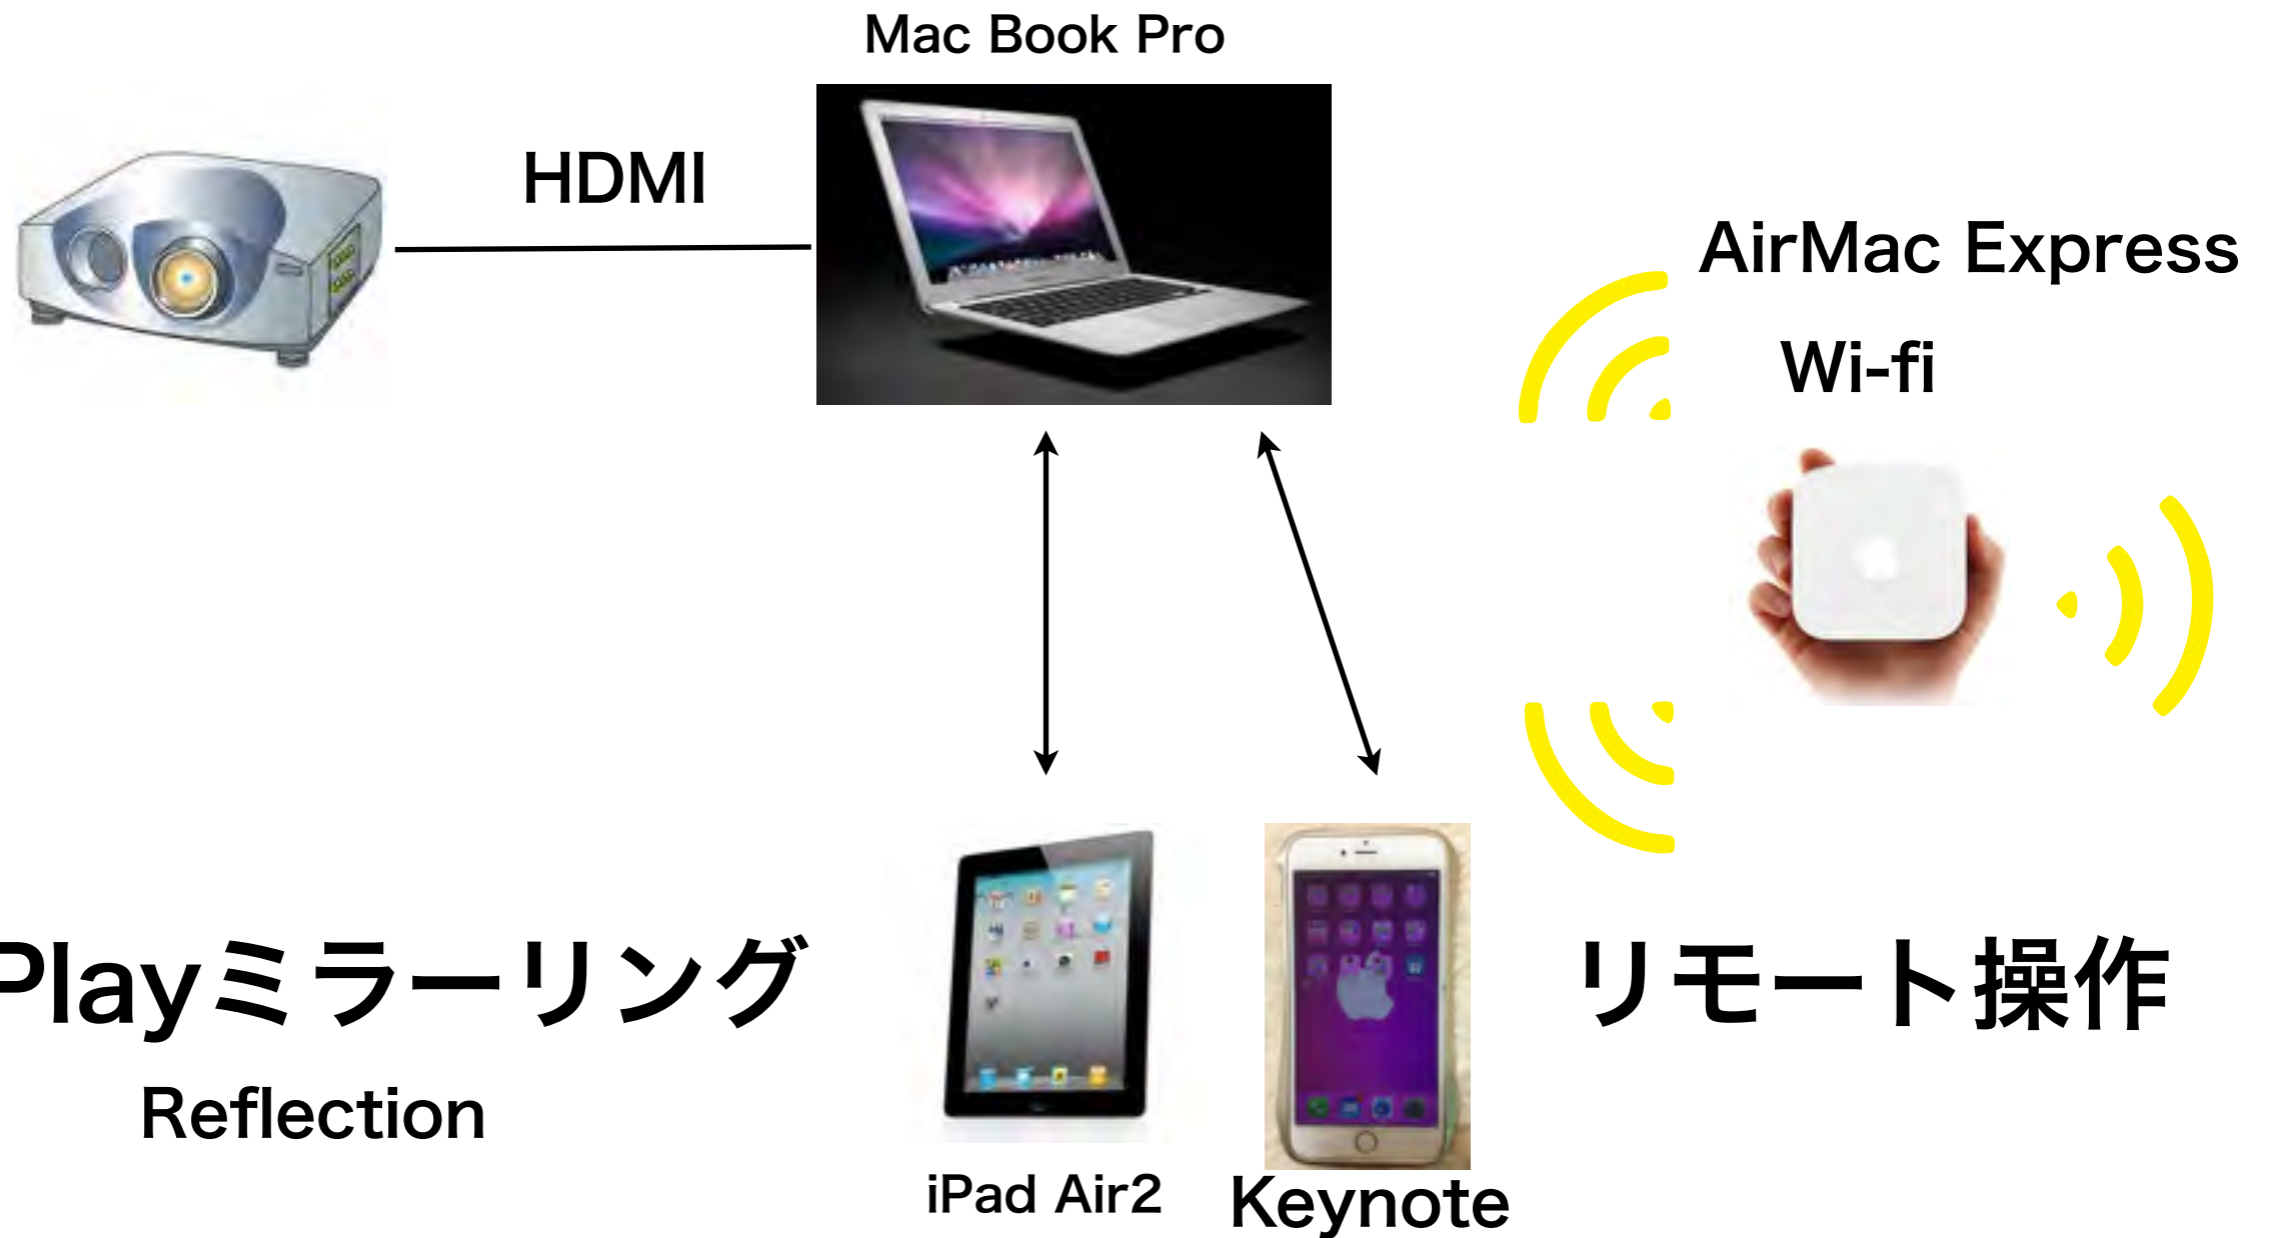 Mac Book Pro
HDMI
AirMac Express
Wi-fi
Playミラーリング
リモート操作
Reflection
iPad Air2
Keynote